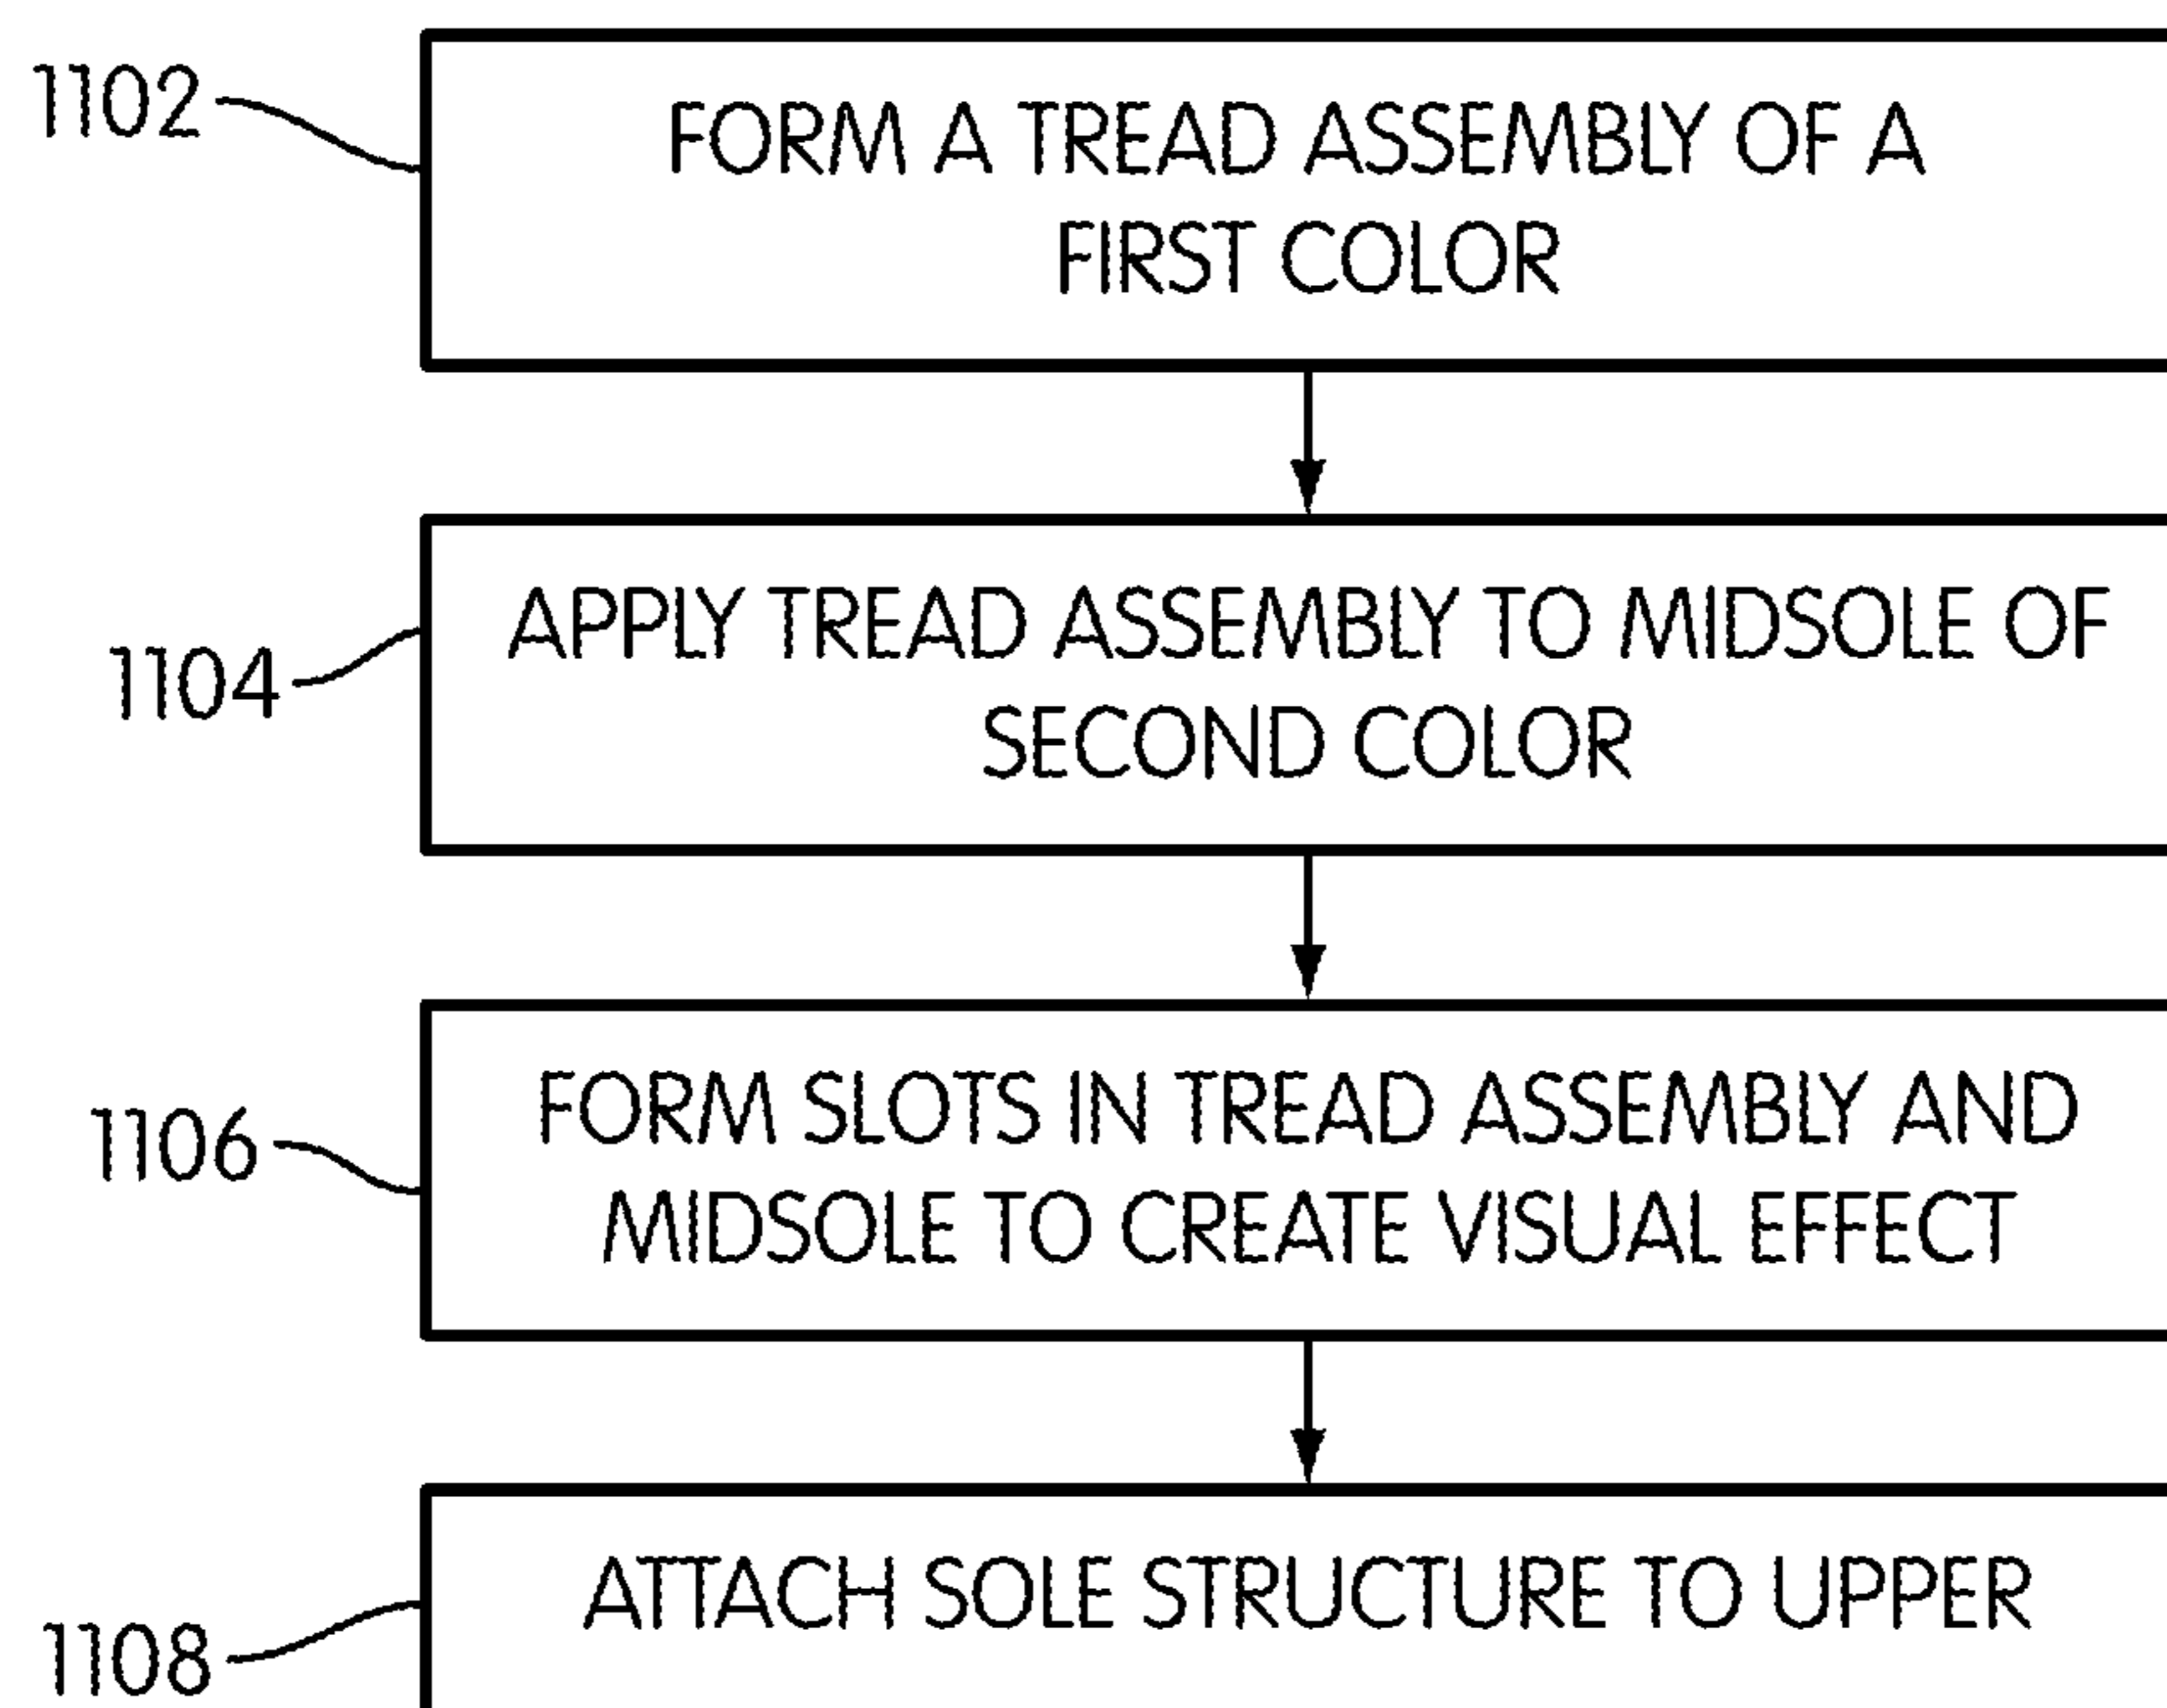 1102
FORM A TREAD ASSEMBLY OF A
FIRST COLOR
1104
APPLY TREAD ASSEMBLY TO MIDSOLE OF
SECOND COLOR
1106
FORM SLOTS IN TREAD ASSEMBLY AND
MIDSOLE TO CREATE VISUAL EFFECT
1108
ATTACH SOLE STRUCTURE TO UPPER